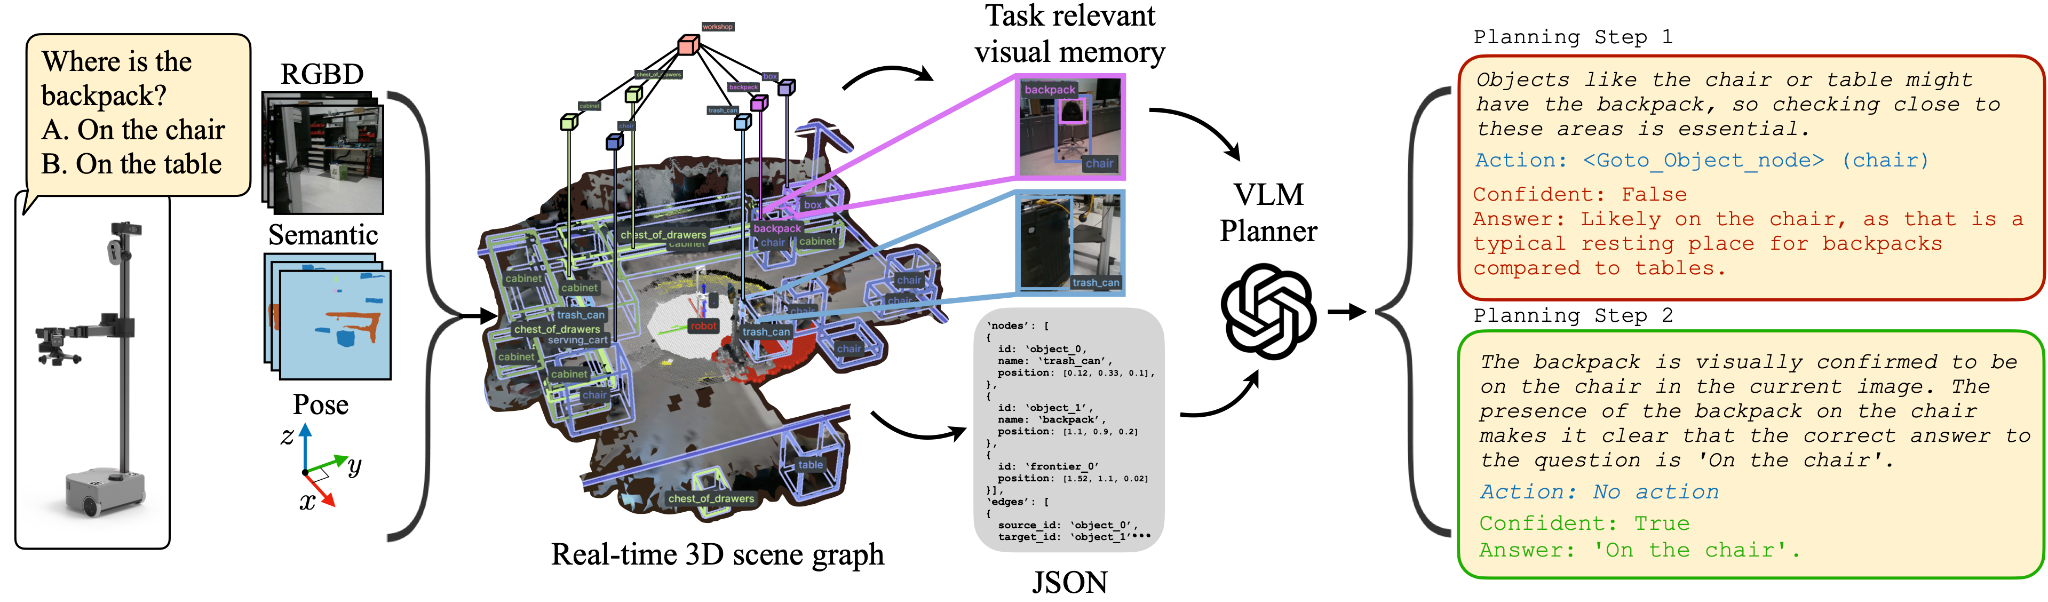 Where is the
backpack?
A. On the chair
B. On the table
RGBD
Semantic
Pose
z
y
x
workshop
chest_of_drawers
box
backpack
cabinet
trash_can
chair
box
backpack
chest_of_drawers
cabinet
chair
cabinet
cabinet
cabinet
trash_can
chest_of_drawers
serving_cart
cabinet
cabinet
chair
robot
trash_can
chair
chair
chair
chair
table
chest_of_drawers
Real-time 3D scene graph
Task relevant
visual memory
backpack
chair
trash_can
‘nodes’: [
{
id: ‘object_0,
name: ‘trash_can’,
position: [0.12, 0.33, 0.1],
},
{
id: ‘object_1’,
name: ‘backpack’,
position: [1.1, 0.9, 0.2]
},
{
id: ‘frontier_0’
position: [1.52, 1.1, 0.02]
}],
‘edges’: [
{
source_id: ‘object_0’,
target_id: ‘object_1’•••
JSON
VLM
Planner
Planning Step 1
Objects like the chair or table might
have the backpack, so checking close to
these areas is essential.
Action: <Goto_Object_node> (chair)
Confident: False
Answer: Likely on the chair, as that is a
typical resting place for backpacks
compared to tables.
Planning Step 2
The backpack is visually confirmed to be
on the chair in the current image. The
presence of the backpack on the chair
makes it clear that the correct answer to
the question is 'On the chair'.
Action: No action
Confident: True
Answer: 'On the chair'.